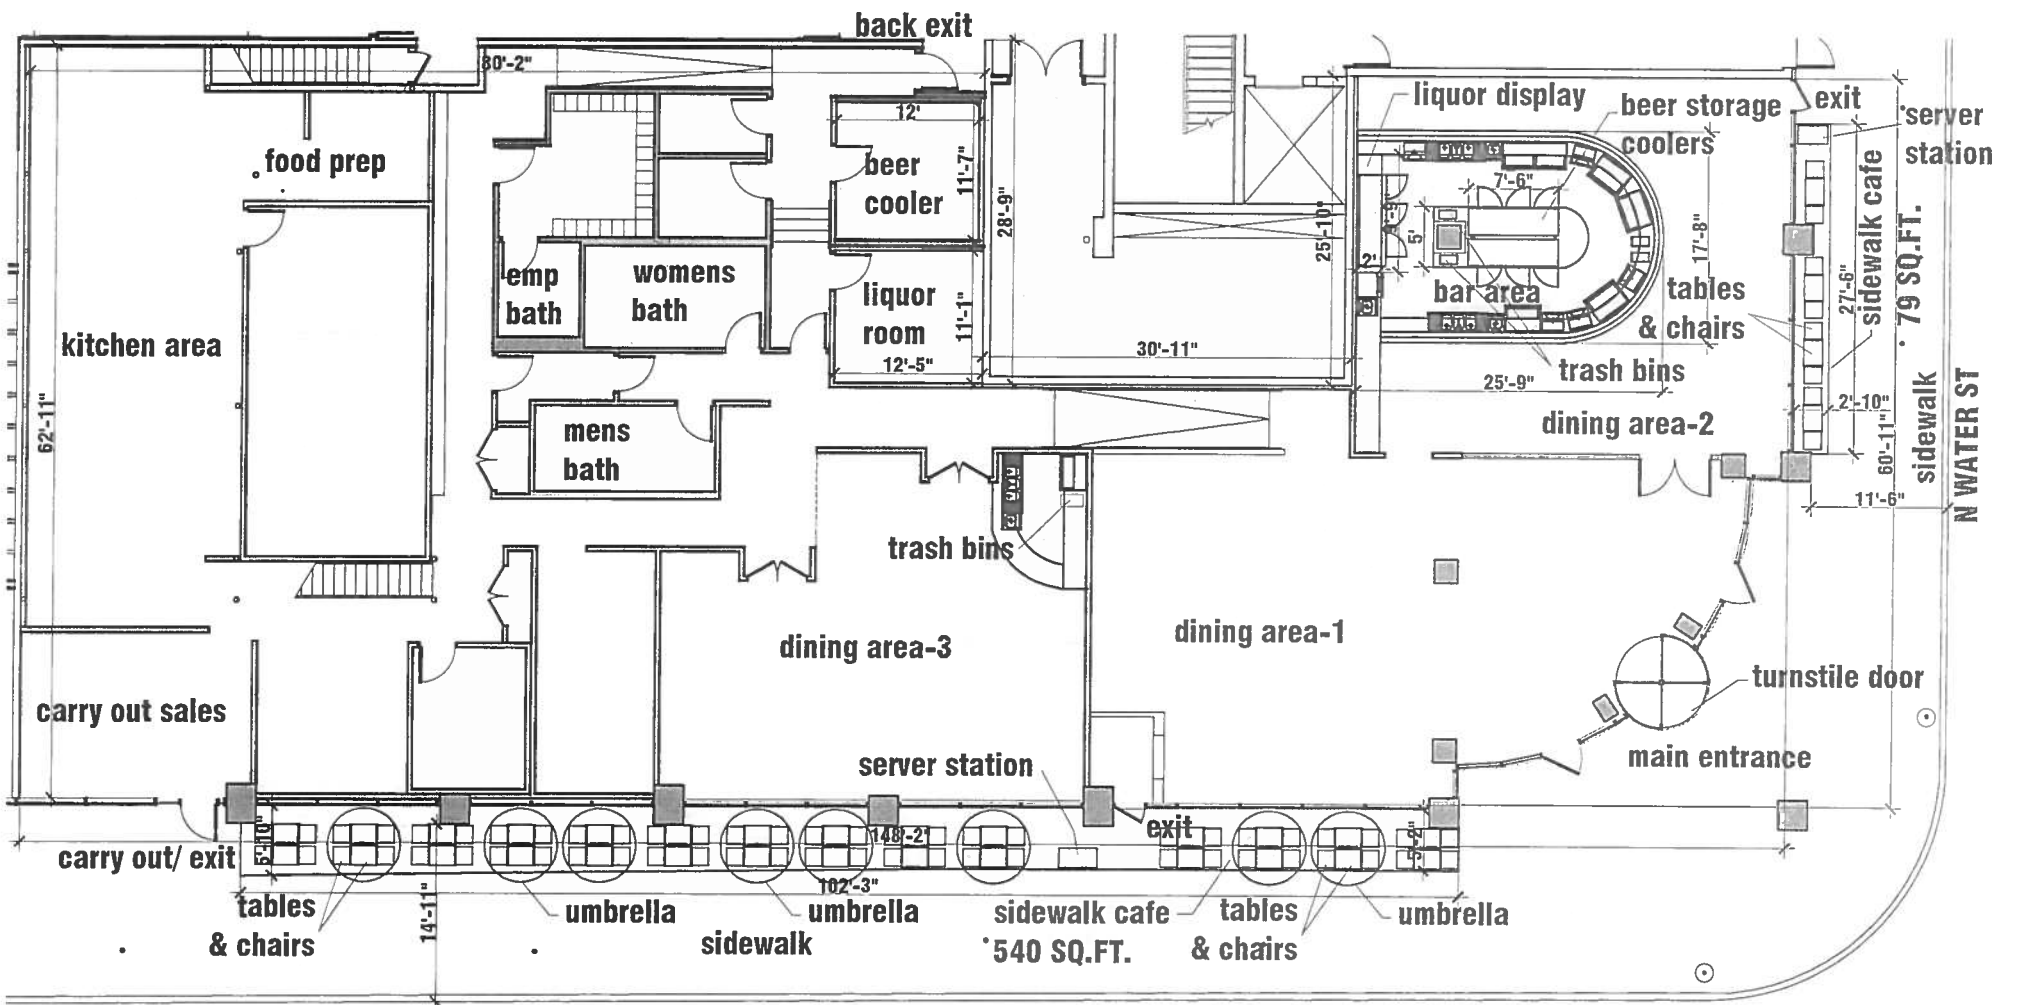 back exit
80'-2"
liquor display
beer storage
coolers
exit
server
station
12'
food prep
beer
cooler
11'-7"
28'-9"
25'-10"
7'-6"
5'
2'
17'-8"
sidewalk cafe
79 SQ.FT.
27'-6"
emp
bath
womens
bath
liquor
room
11'-1"
12'-5"
bar area
tables
& chairs
trash bins
30'-11"
25'-9"
kitchen area
62'-11"
mens
bath
dining area-2
2'-10"
60'-11"
sidewalk
N WATER ST
11'-6"
trash bins
dining area-3
dining area-1
turnstile door
main entrance
carry out sales
server station
exit
carry out/ exit
5'-10"
148'-2"
5'-2"
102'-3"
14'-11"
tables
& chairs
umbrella
umbrella
sidewalk
sidewalk cafe
540 SQ.FT.
tables
& chairs
umbrella